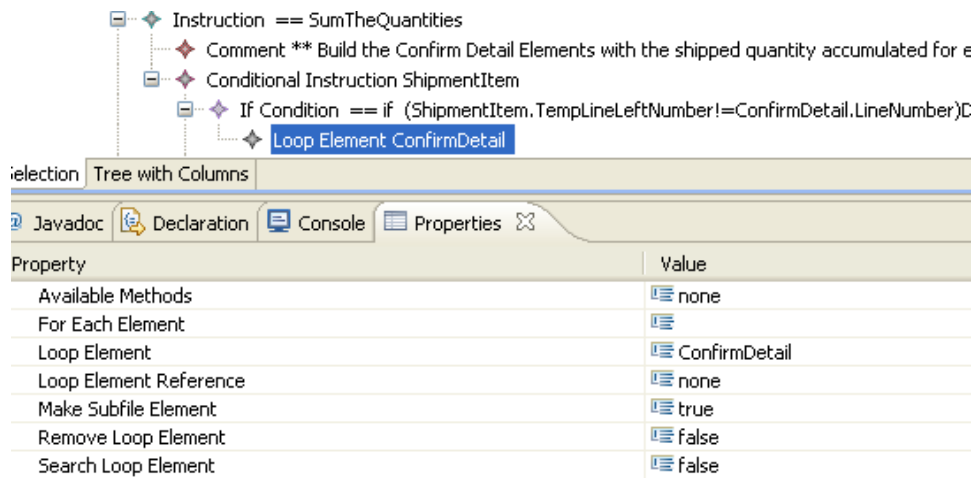 Instruction == SumTheQuantities
Comment ** Build the Confirm Detail Elements with the shipped quantity accumulated for e
Conditional Instruction ShipmentItem
If Condition == if (ShipmentItem.TempLineLeftNumber!=ConfirmDetail.LineNumber)D
Loop Element ConfirmDetail
Selection Tree with Columns
@ Javadoc Declaration Console Properties
Property Value
Available Methods none
For Each Element
Loop Element ConfirmDetail
Loop Element Reference none
Make Subfile Element true
Remove Loop Element false
Search Loop Element false